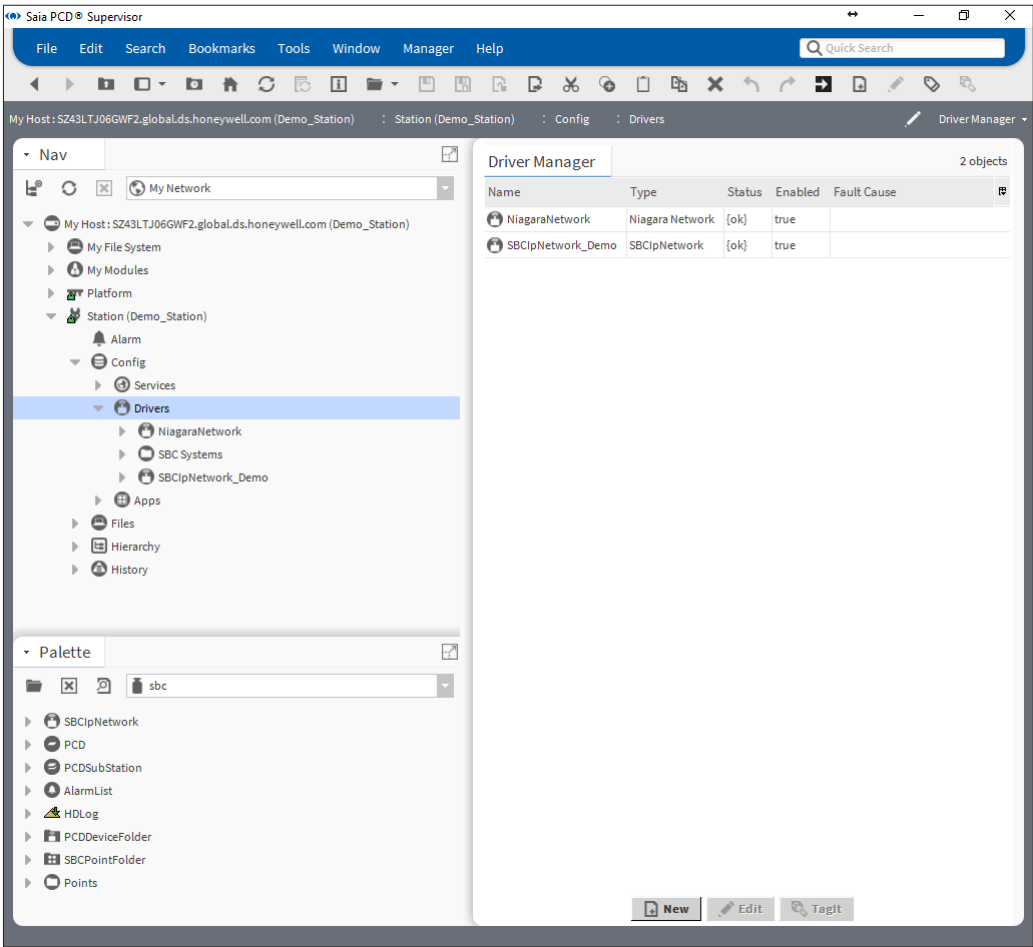 Saia PCD® Supervisor
File Edit Search Bookmarks Tools Window Manager Help Quick Search
My Host : SZ43LTJ06GWF2.global.ds.honeywell.com (Demo_Station) : Station (Demo_Station) : Config : Drivers Driver Manager
Nav
My Network
My Host : SZ43LTJ06GWF2.global.ds.honeywell.com (Demo_Station)
My File System
My Modules
Platform
Station (Demo_Station)
Alarm
Config
Services
Drivers
NiagaraNetwork
SBC Systems
SBCIpNetwork_Demo
Apps
Files
Hierarchy
History
Palette
sbc
SBCIpNetwork
PCD
PCDSubStation
AlarmList
HDLog
PCDDeviceFolder
SBCPointFolder
Points
Driver Manager 2 objects
Name Type Status Enabled Fault Cause
NiagaraNetwork Niagara Network {ok} true
SBCIpNetwork_Demo SBCIpNetwork {ok} true
New Edit TagIt